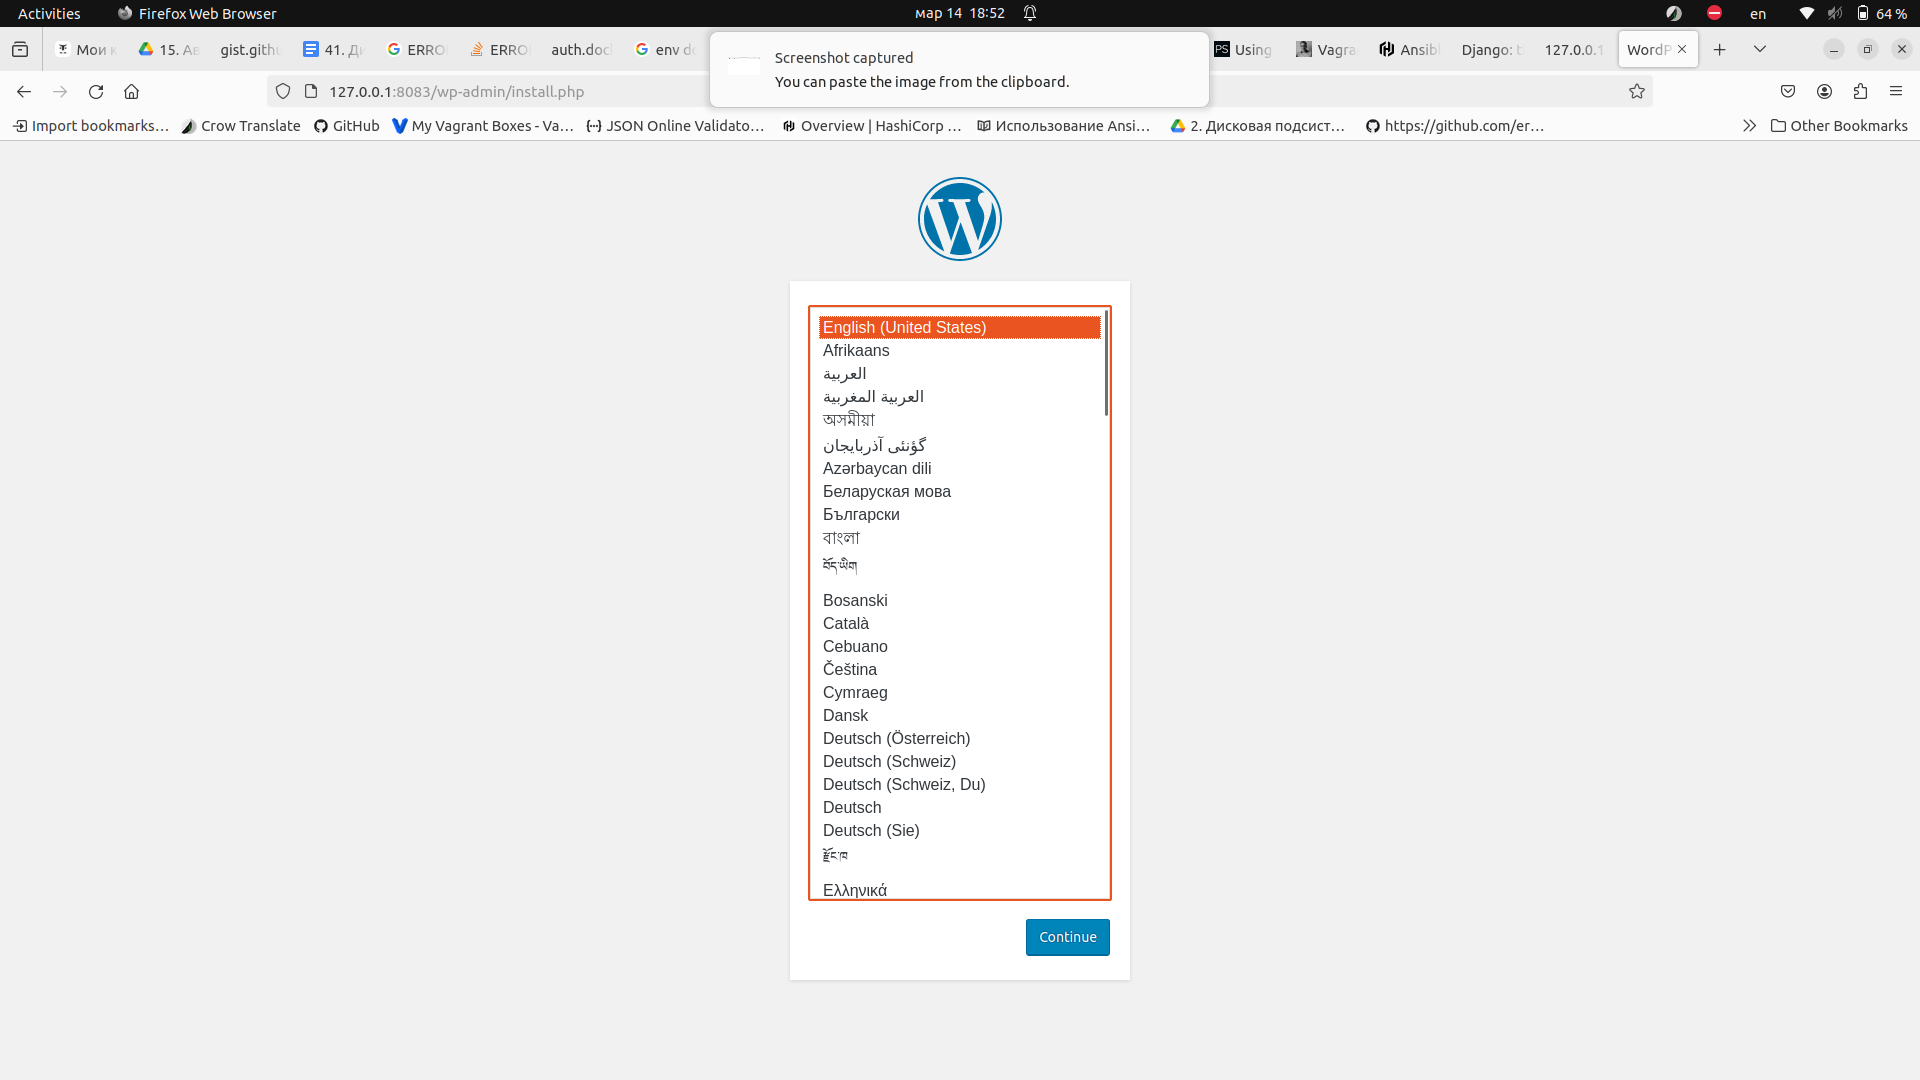 Activities
Firefox Web Browser
мар 14 18:52
en
64 %
Мои к
15. Ав
gist.githu
41. Ди
ERRO
ERRO
auth.doc
env do
Using
Vagra
Ansibl
Django: t
127.0.0.1
WordP
Screenshot captured
You can paste the image from the clipboard.
127.0.0.1:8083/wp-admin/install.php
Import bookmarks...
Crow Translate
GitHub
My Vagrant Boxes - Va...
JSON Online Validato...
Overview | HashiCorp ...
Использование Ansi...
2. Дисковая подсист...
https://github.com/er...
Other Bookmarks
English (United States)
Afrikaans
العربية
العربية المغربية
অসমীয়া
گؤنئی آذربایجان
Azərbaycan dili
Беларуская мова
Български
বাংলা
བོད་ཡིག
Bosanski
Català
Cebuano
Čeština
Cymraeg
Dansk
Deutsch (Österreich)
Deutsch (Schweiz)
Deutsch (Schweiz, Du)
Deutsch
Deutsch (Sie)
རྫོང་ཁ
Ελληνικά
Continue